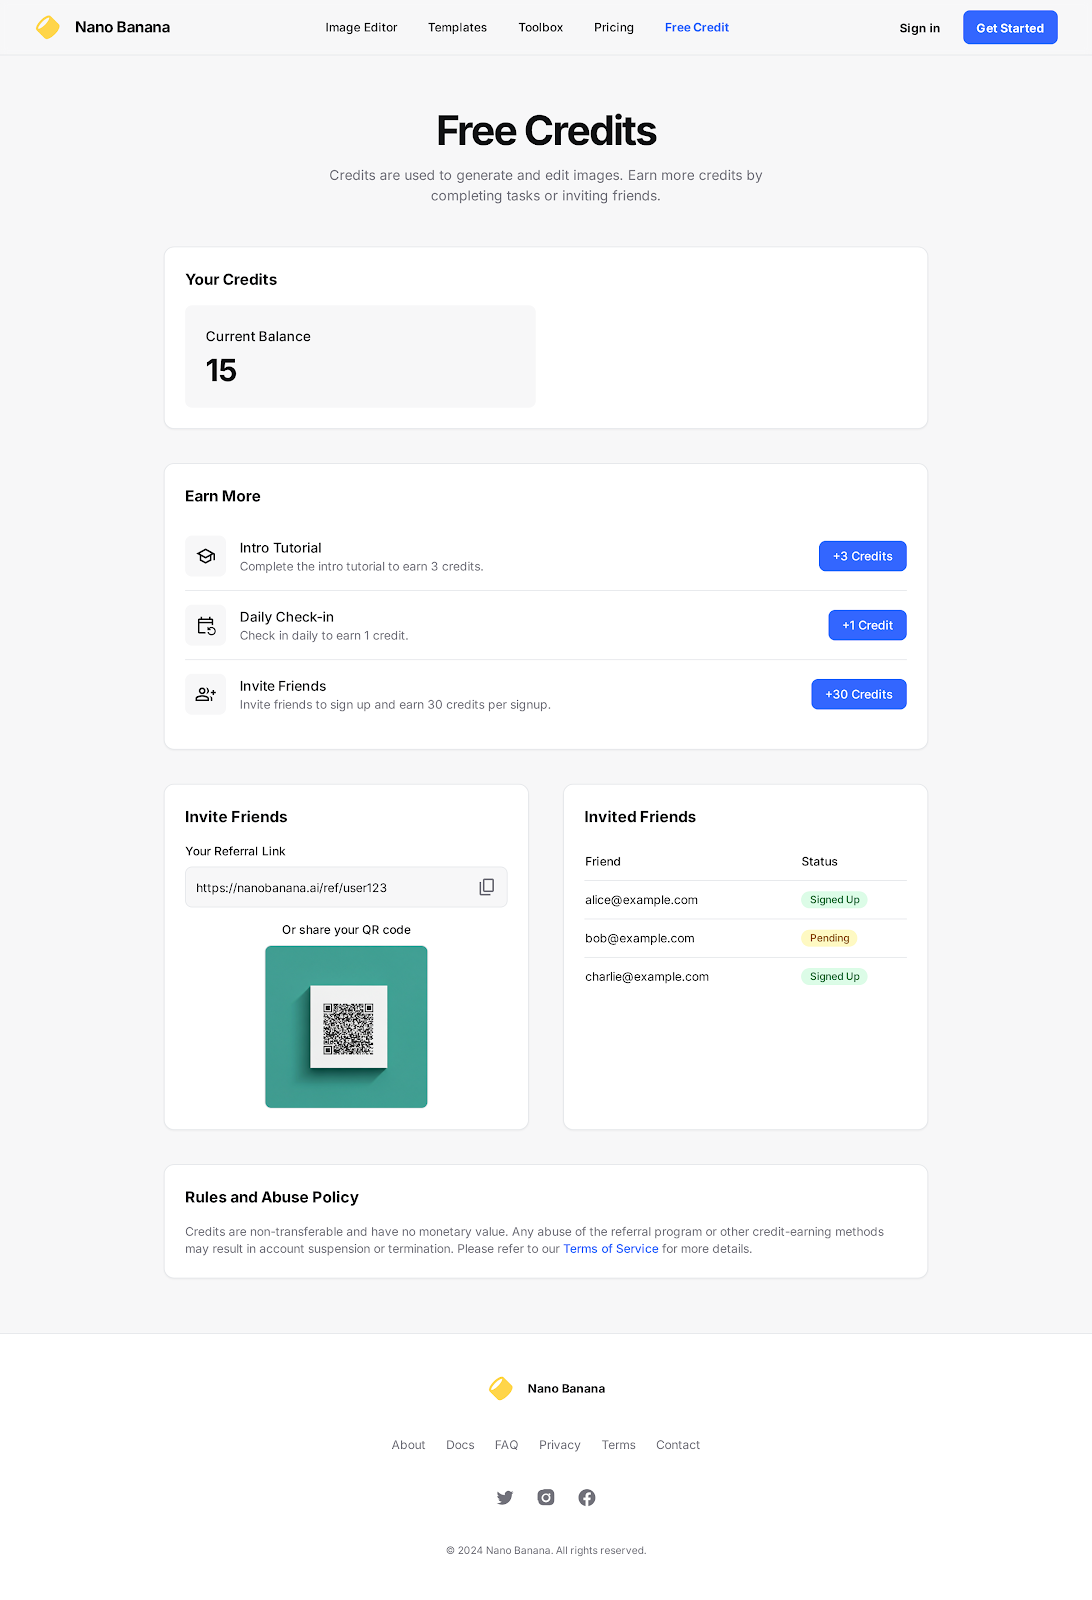 Nano Banana
Image Editor
Templates
Toolbox
Pricing
Free Credit
Sign in
Get Started
Free Credits
Credits are used to generate and edit images. Earn more credits by
completing tasks or inviting friends.
Your Credits
Current Balance
15
Earn More
Intro Tutorial
Complete the intro tutorial to earn 3 credits.
+3 Credits
Daily Check-in
Check in daily to earn 1 credit.
+1 Credit
Invite Friends
Invite friends to sign up and earn 30 credits per signup.
+30 Credits
Invite Friends
Your Referral Link
https://nanobanana.ai/ref/user123
Or share your QR code
Invited Friends
Friend Status
alice@example.com Signed Up
bob@example.com Pending
charlie@example.com Signed Up
Rules and Abuse Policy
Credits are non-transferable and have no monetary value. Any abuse of the referral program or other credit-earning methods
may result in account suspension or termination. Please refer to our Terms of Service for more details.
Nano Banana
About Docs FAQ Privacy Terms Contact
© 2024 Nano Banana. All rights reserved.